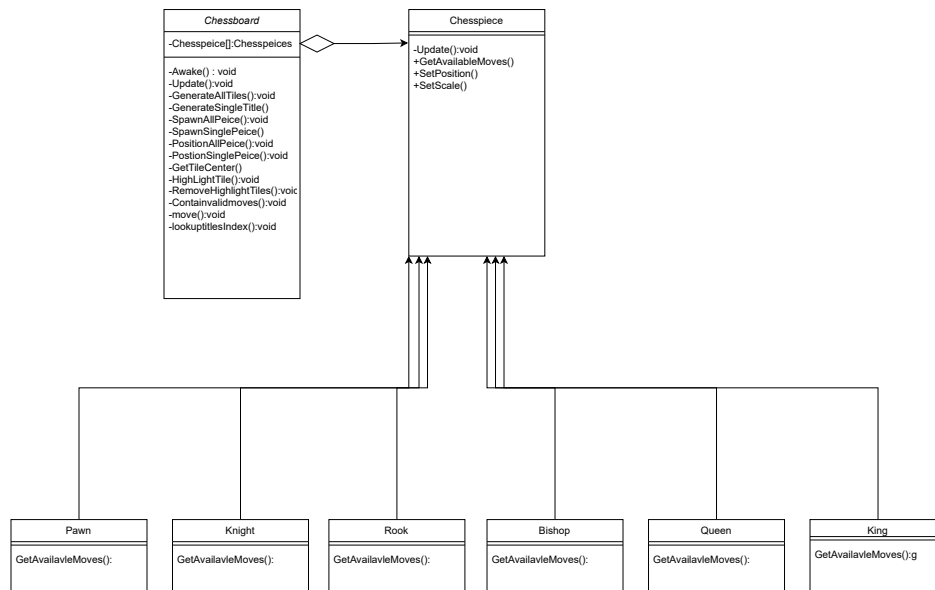 Chessboard
-Chesspeice[]:Chesspeices
-Awake() : void
-Update():void
-GenerateAllTiles():void
-GenerateSingleTitle()
-SpawnAllPeice():void
-SpawnSinglePeice()
-PositionAllPeice():void
-PostionSinglePeice():void
-GetTileCenter()
-HighLightTile():void
-RemoveHighlightTiles():void
-Containvalidmoves():void
-move():void
-lookuptitlesIndex():void
Chesspiece
-Update():void
+GetAvailableMoves()
+SetPosition()
+SetScale()
Pawn
GetAvailavleMoves():
Knight
GetAvailavleMoves():
Rook
GetAvailavleMoves():
Bishop
GetAvailavleMoves():
Queen
GetAvailavleMoves():
King
GetAvailavleMoves():g